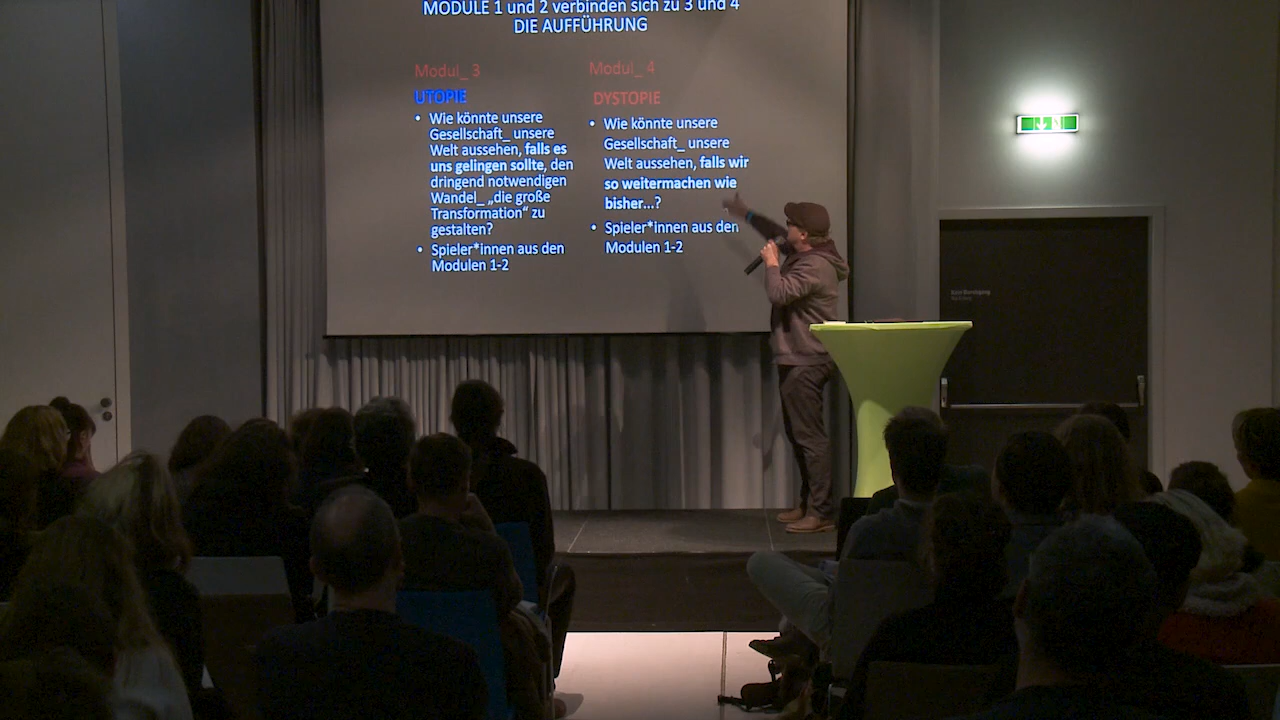 MODULE 1 und 2 verbinden sich zu 3 und 4
DIE AUFFÜHRUNG
Modul_ 3
UTOPIE
• Wie könnte unsere
Gesellschaft_ unsere
Welt aussehen, falls es
uns gelingen sollte, den
dringend notwendigen
Wandel_ „die große
Transformation“ zu
gestalten?
• Spieler*innen aus den
Modulen 1-2
Modul_ 4
DYSTOPIE
• Wie könnte unsere
Gesellschaft_ unsere
Welt aussehen, falls wir
so weitermachen wie
bisher...?
• Spieler*innen aus den
Modulen 1-2